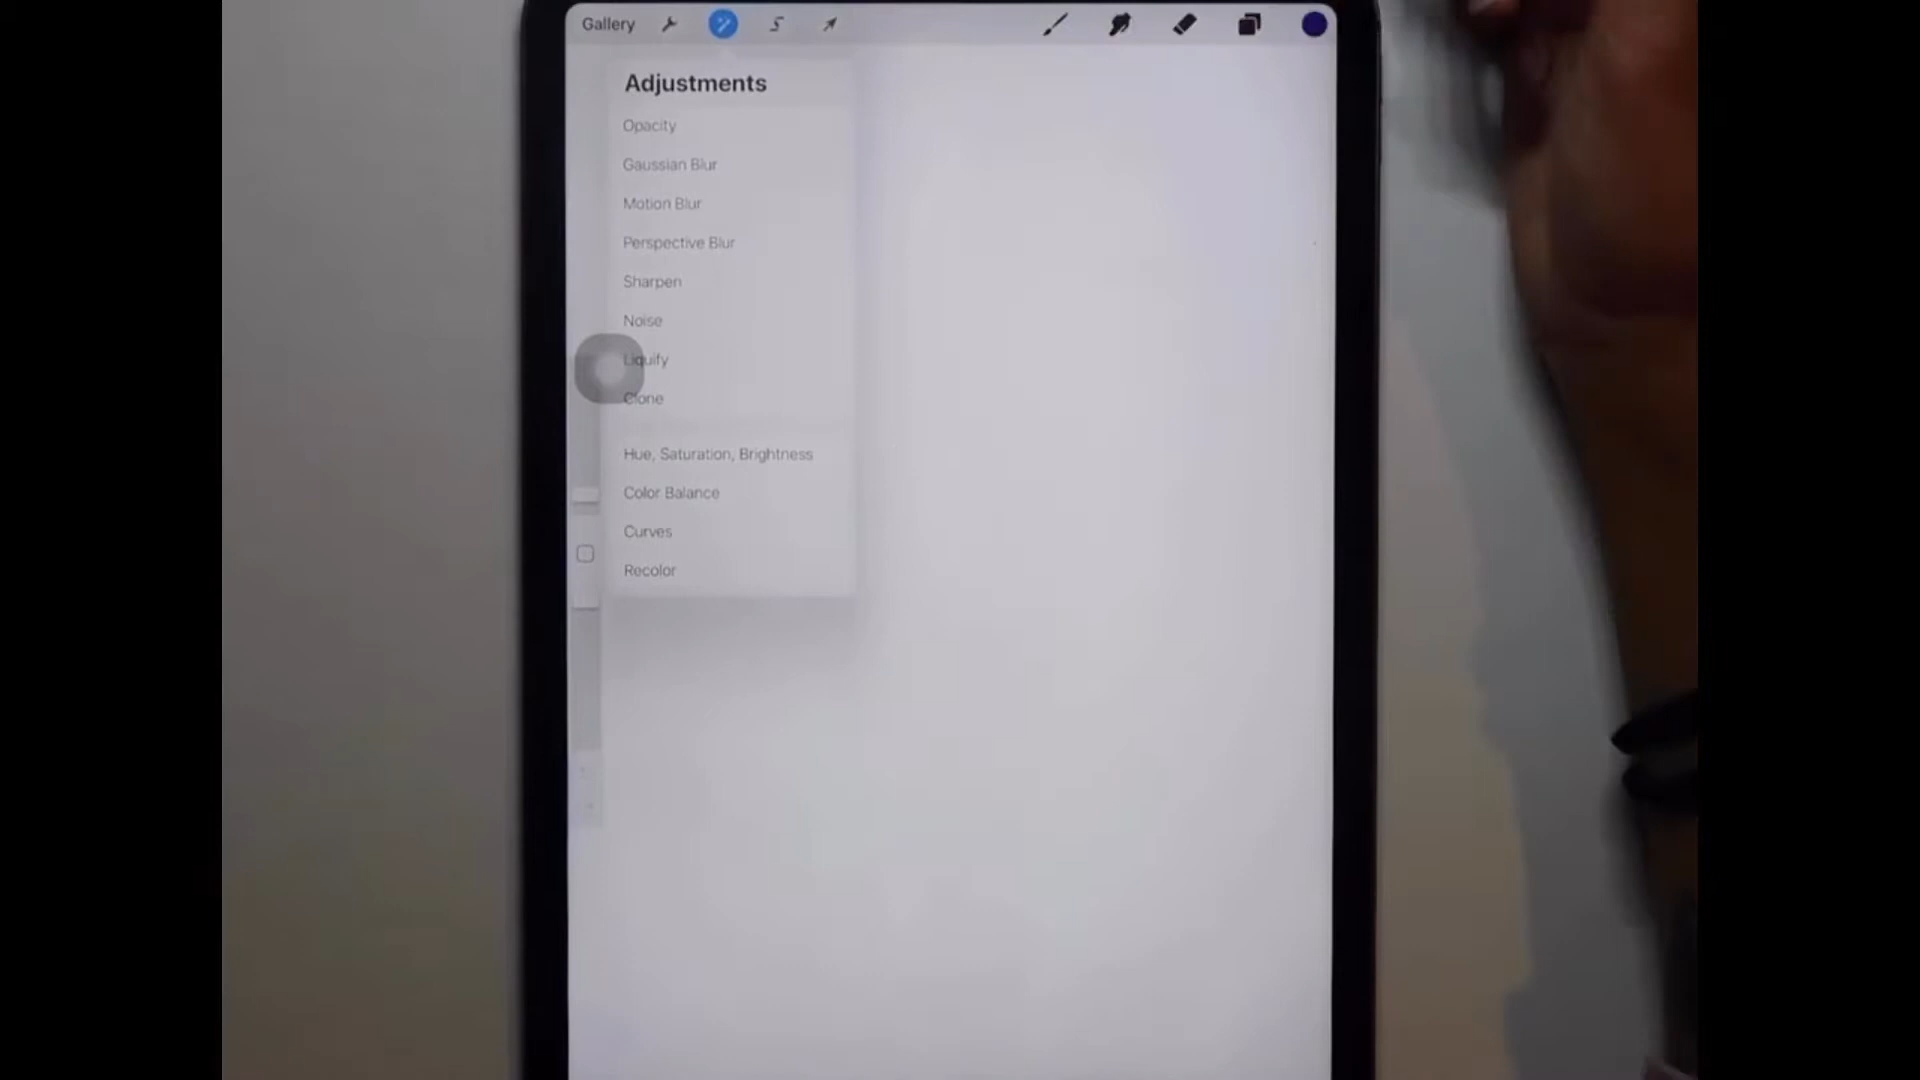 Gallery
Adjustments
Opacity
Gaussian Blur
Motion Blur
Perspective Blur
Sharpen
Noise
Liquify
Clone
Hue, Saturation, Brightness
Color Balance
Curves
Recolor